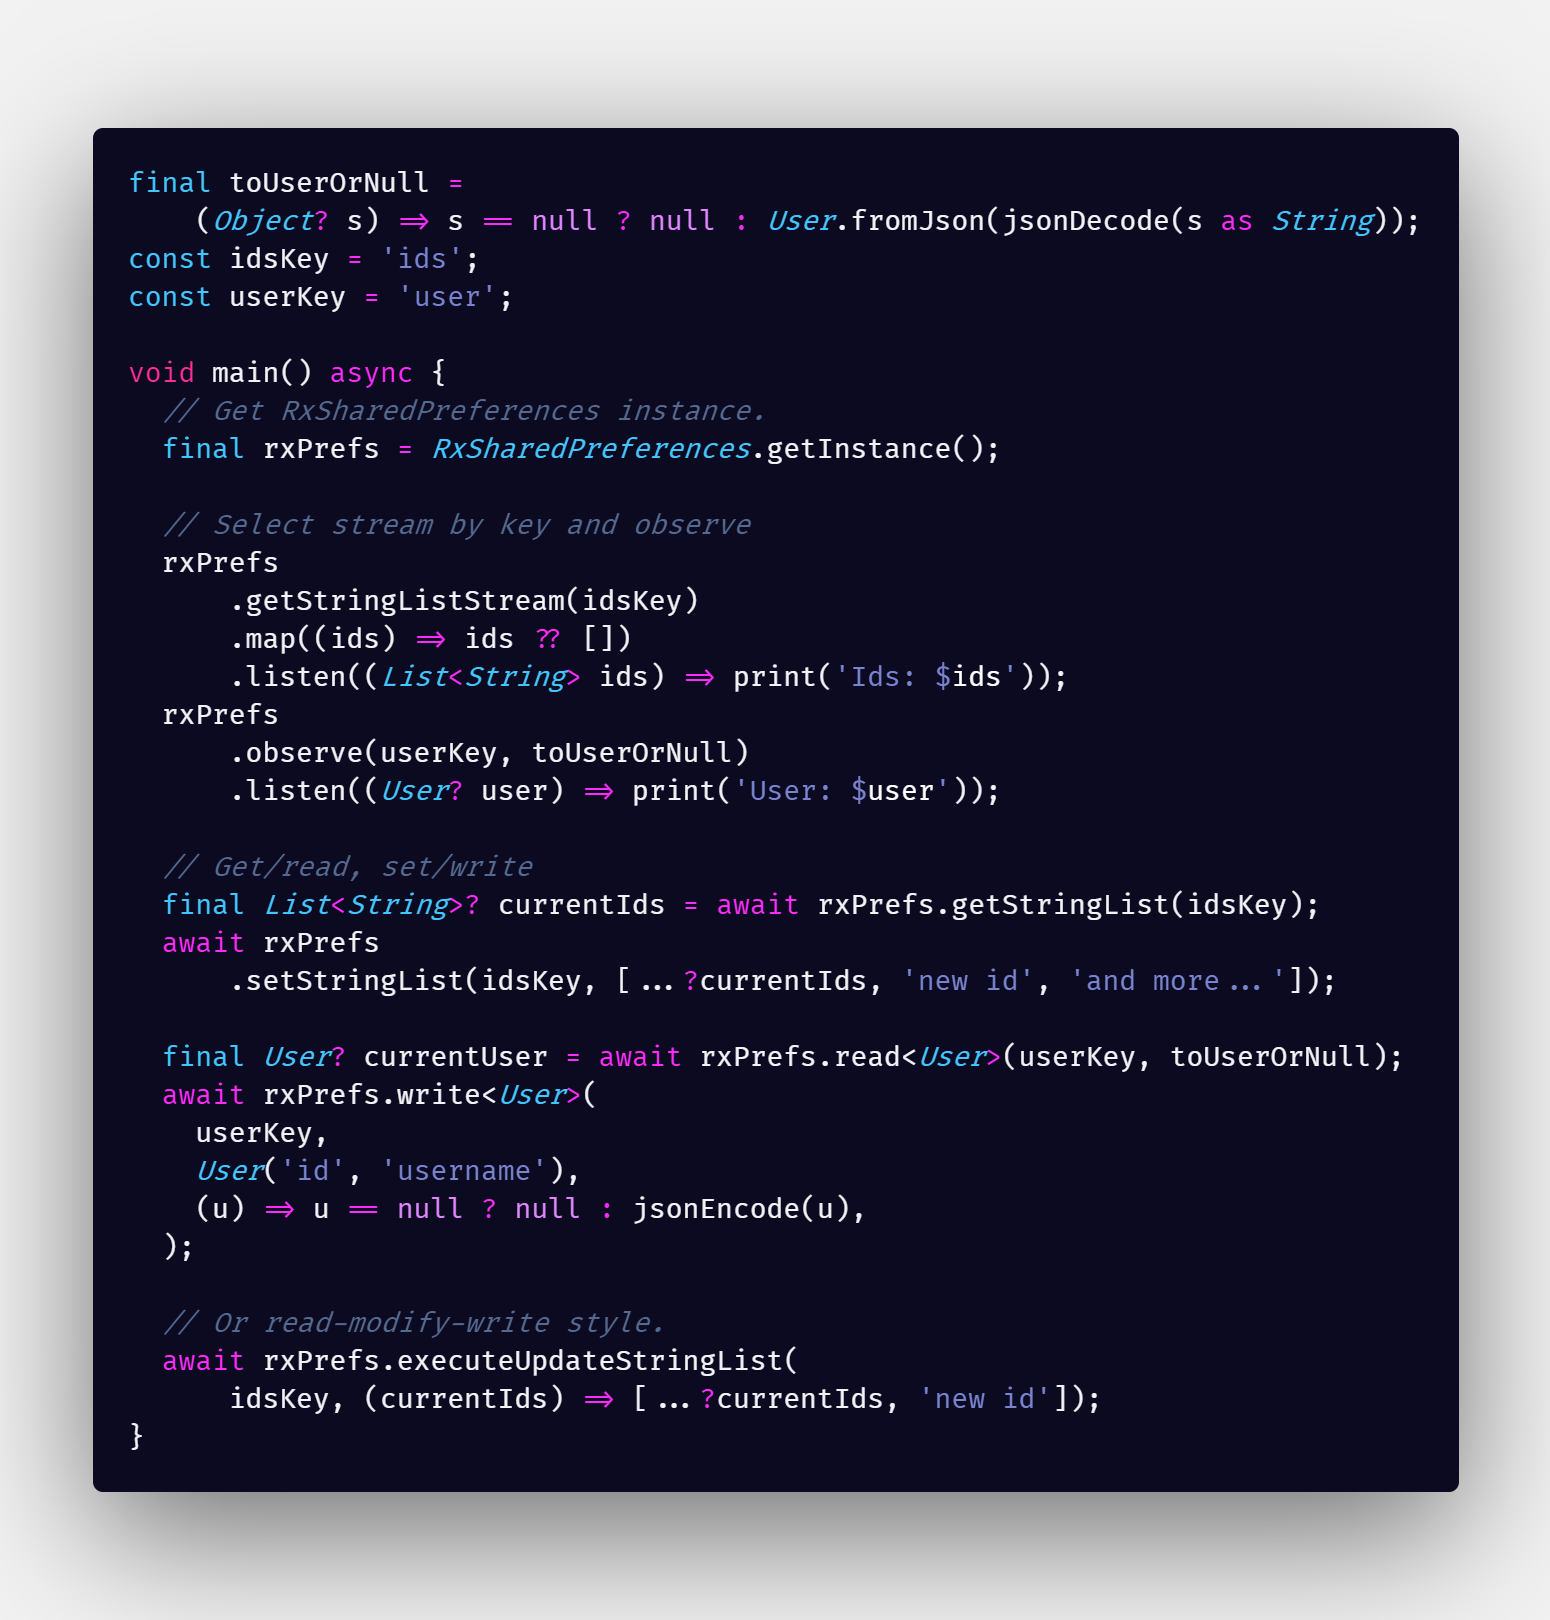 final toUserOrNull =
    (Object? s) => s == null ? null : User.fromJson(jsonDecode(s as String));
const idsKey = 'ids';
const userKey = 'user';

void main() async {
  // Get RxSharedPreferences instance.
  final rxPrefs = RxSharedPreferences.getInstance();

  // Select stream by key and observe
  rxPrefs
      .getStringListStream(idsKey)
      .map((ids) => ids ?? [])
      .listen((List<String> ids) => print('Ids: $ids'));
  rxPrefs
      .observe(userKey, toUserOrNull)
      .listen((User? user) => print('User: $user'));

  // Get/read, set/write
  final List<String>? currentIds = await rxPrefs.getStringList(idsKey);
  await rxPrefs
      .setStringList(idsKey, [...?currentIds, 'new id', 'and more...']);

  final User? currentUser = await rxPrefs.read<User>(userKey, toUserOrNull);
  await rxPrefs.write<User>(
    userKey,
    User('id', 'username'),
    (u) => u == null ? null : jsonEncode(u),
  );

  // Or read-modify-write style.
  await rxPrefs.executeUpdateStringList(
      idsKey, (currentIds) => [...?currentIds, 'new id']);
}